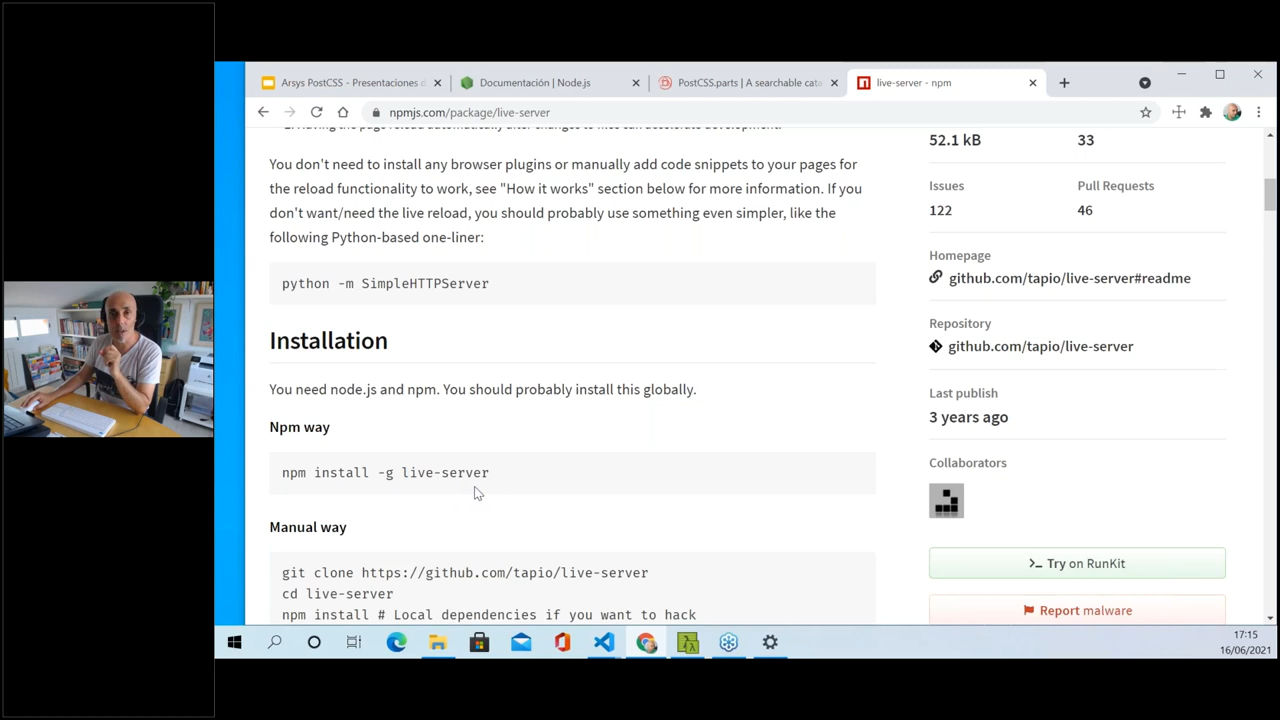 Arsys PostCSS - Presentaciones d
Documentación | Node.js
PostCSS.parts | A searchable cata
live-server - npm
npmjs.com/package/live-server
You don't need to install any browser plugins or manually add code snippets to your pages for
the reload functionality to work, see "How it works" section below for more information. If you
don't want/need the live reload, you should probably use something even simpler, like the
following Python-based one-liner:
python -m SimpleHTTPServer
Installation
You need node.js and npm. You should probably install this globally.
Npm way
npm install -g live-server
Manual way
git clone https://github.com/tapio/live-server
cd live-server
npm install # Local dependencies if you want to hack
52.1 kB
33
Issues
Pull Requests
122
46
Homepage
github.com/tapio/live-server#readme
Repository
github.com/tapio/live-server
Last publish
3 years ago
Collaborators
Try on RunKit
Report malware
17:15
16/06/2021